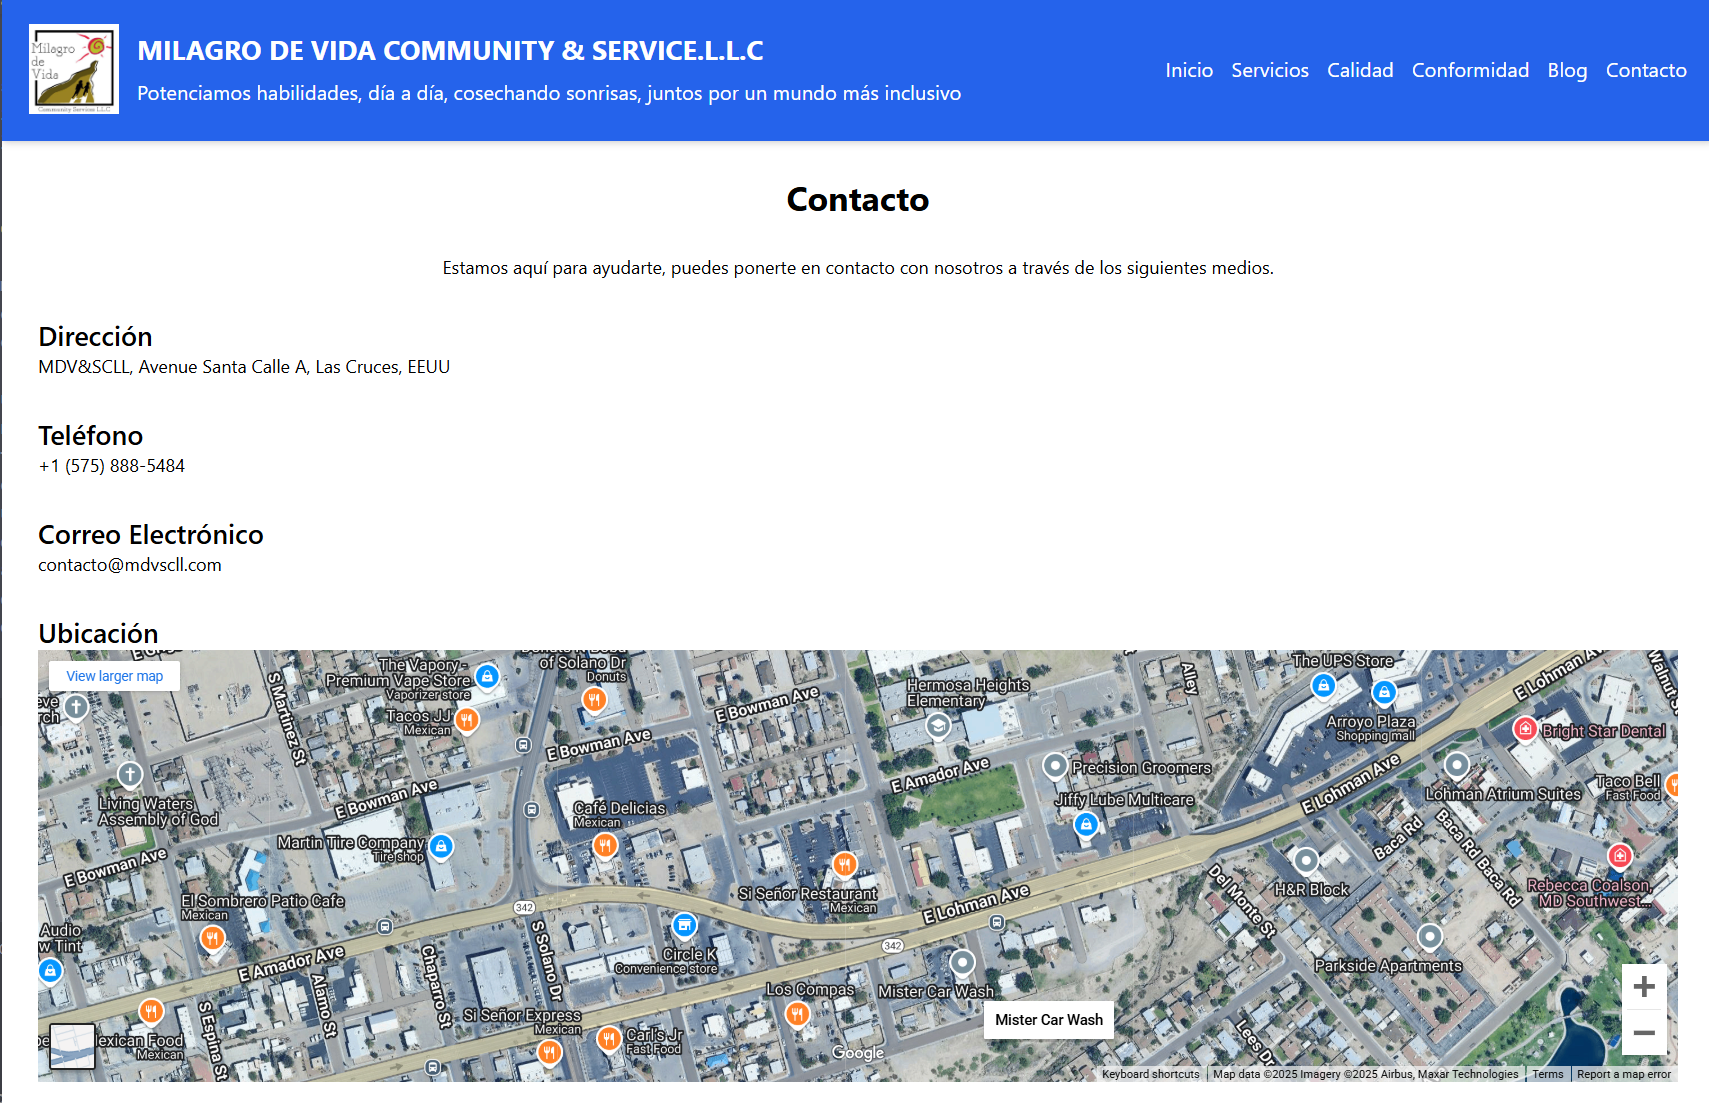 Milagro
de
Vida
Community Services LLC
MILAGRO DE VIDA COMMUNITY & SERVICE.L.L.C
Potenciamos habilidades, día a día, cosechando sonrisas, juntos por un mundo más inclusivo
Inicio Servicios Calidad Conformidad Blog Contacto
Contacto
Estamos aquí para ayudarte, puedes ponerte en contacto con nosotros a través de los siguientes medios.
Dirección
MDV&SCLL, Avenue Santa Calle A, Las Cruces, EEUU
Teléfono
+1 (575) 888-5484
Correo Electrónico
contacto@mdvscll.com
Ubicación
View larger map
S Martinez St
The Vapory -
Premium Vape Store
Vaporizer store
Tacos JJ
Mexican
of Solano Dr
Donuts
E Bowman Ave
E Bowman Ave
Hermosa Heights
Elementary
Alley
The UPS Store
Arroyo Plaza
Shopping mall
E Lohman Ave
Walnut St
Bright Star Dental
Living Waters
Assembly of God
E Bowman Ave
Café Delicias
Mexican
E Amador Ave
Precision Groomers
Jiffy Lube Multicare
E Lohman Ave
Lohman Atrium Suites
Taco Bell
Fast Food
Martin Tire Company
Tire shop
E Bowman Ave
Baca Rd
Baca Rd
Baca Rd
El Sombrero Patio Cafe
Mexican
342
Si Señor Restaurant
Mexican
E Lohman Ave
Del Monte St
H&R Block
Rebecca Coalson,
MD Southwest...
Audio
w Tint
E Amador Ave
Chaparro St
S Solano Dr
Circle K
Convenience store
342
Mister Car Wash
Parkside Apartments
Alamo St
S Espina St
Si Señor Express
Mexican
Los Compas
Carl's Jr
Fast Food
Mister Car Wash
Lees Dr
exican Food
Mexican
Google
Keyboard shortcuts Map data ©2025 Imagery ©2025 Airbus, Maxar Technologies Terms Report a map error